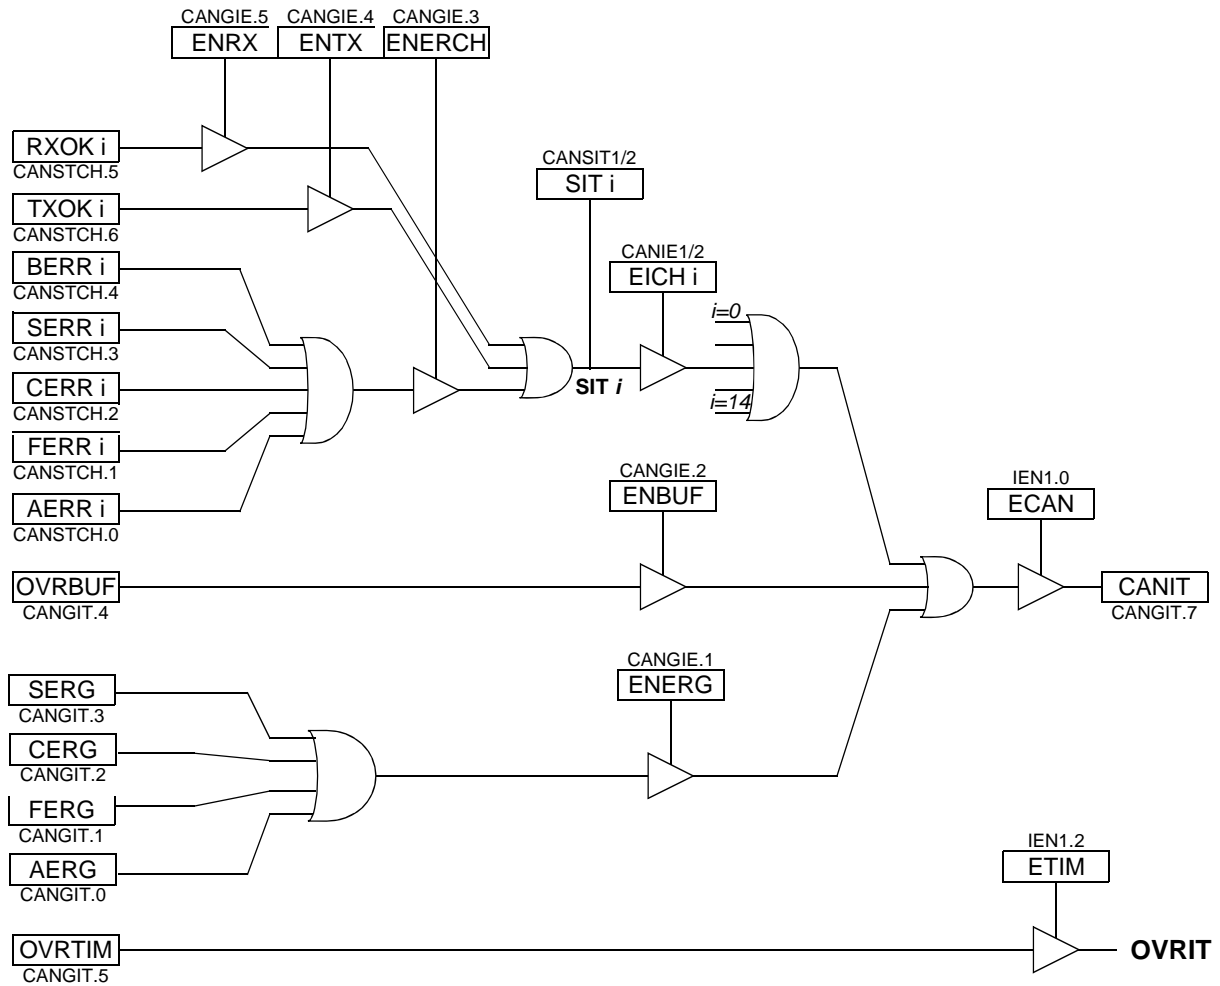 CANGIE.5 CANGIE.4 CANGIE.3
ENRX ENTX ENERCH
RXOK i
CANSTCH.5
CANSIT1/2
SIT i
TXOK i
CANSTCH.6
CANIE1/2
EICH i
BERR i
CANSTCH.4
i=0
SERR i
CANSTCH.3
SIT i
CERR i
CANSTCH.2
i=14
FERR i
CANSTCH.1
CANGIE.2
ENBUF
IEN1.0
ECAN
AERR i
CANSTCH.0
OVRBUF
CANGIT.4
CANIT
CANGIT.7
CANGIE.1
ENERG
SERG
CANGIT.3
CERG
CANGIT.2
FERG
CANGIT.1
IEN1.2
ETIM
AERG
CANGIT.0
OVRTIM
CANGIT.5
OVRIT